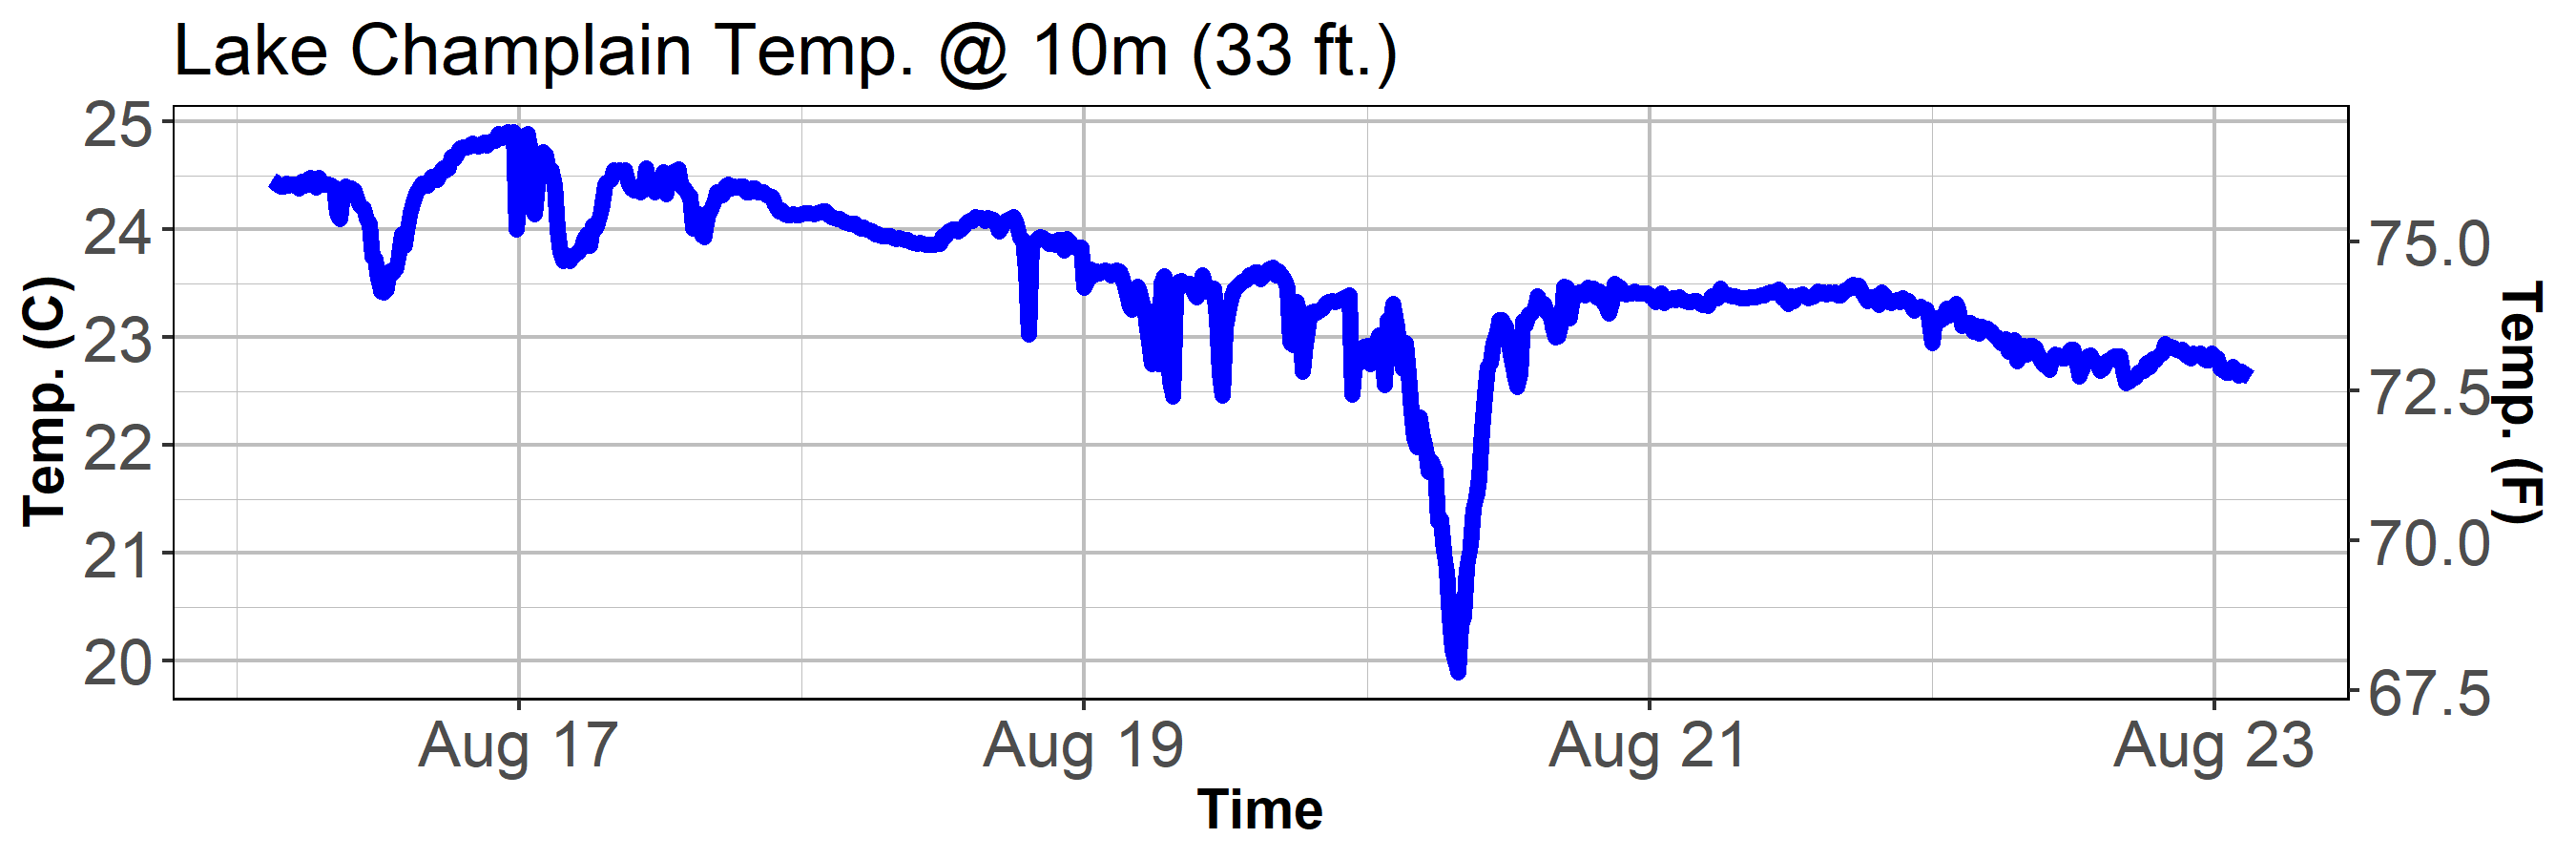 Lake Champlain Temp. @ 10m (33 ft.)
Temp. (C)
25
24
23
22
21
20
75.0
72.5
70.0
67.5
Temp. (F)
Aug 17 Aug 19 Aug 21 Aug 23
Time